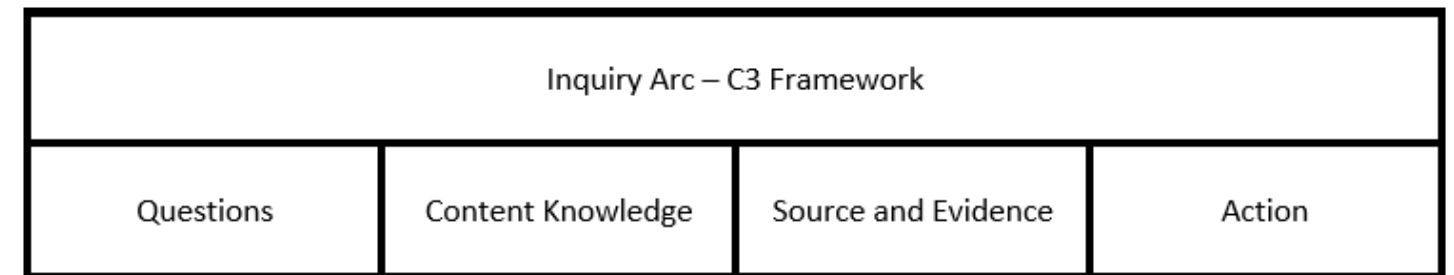 Inquiry Arc – C3 Framework
Questions
Content Knowledge
Source and Evidence
Action